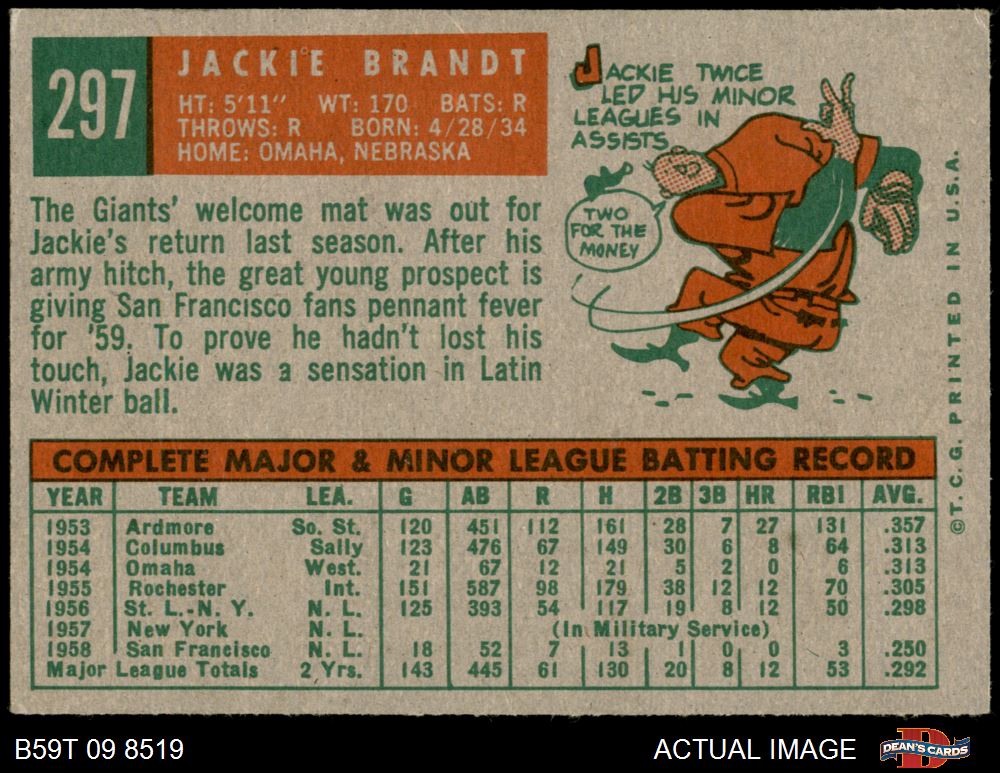 297
JACKIE BRANDT
HT: 5'11" WT: 170 BATS: R
THROWS: R BORN: 4/28/34
HOME: OMAHA, NEBRASKA
JACKIE TWICE
LED HIS MINOR
LEAGUES IN
ASSISTS
TWO
FOR THE
MONEY
The Giants' welcome mat was out for
Jackie's return last season. After his
army hitch, the great young prospect is
giving San Francisco fans pennant fever
for '59. To prove he hadn't lost his
touch, Jackie was a sensation in Latin
Winter ball.
COMPLETE MAJOR & MINOR LEAGUE BATTING RECORD
YEAR TEAM LEA. G AB R H 2B 3B HR RBI AVG.
1953 Ardmore So. St. 120 451 112 161 28 7 27 131 .357
1954 Columbus Sally 123 476 67 149 30 6 8 64 .313
1954 Omaha West. 21 67 12 21 5 2 0 6 .313
1955 Rochester Int. 151 587 98 179 38 12 12 70 .305
1956 St. L.-N. Y. N. L. 125 393 54 117 19 8 12 50 .298
1957 New York N. L. (In Military Service)
1958 San Francisco N. L. 18 52 7 13 1 0 0 3 .250
Major League Totals 2 Yrs. 143 445 61 130 20 8 12 53 .292
©T. C. G. PRINTED IN U.S.A.
B59T 09 8519 ACTUAL IMAGE
DEAN'S CARDS